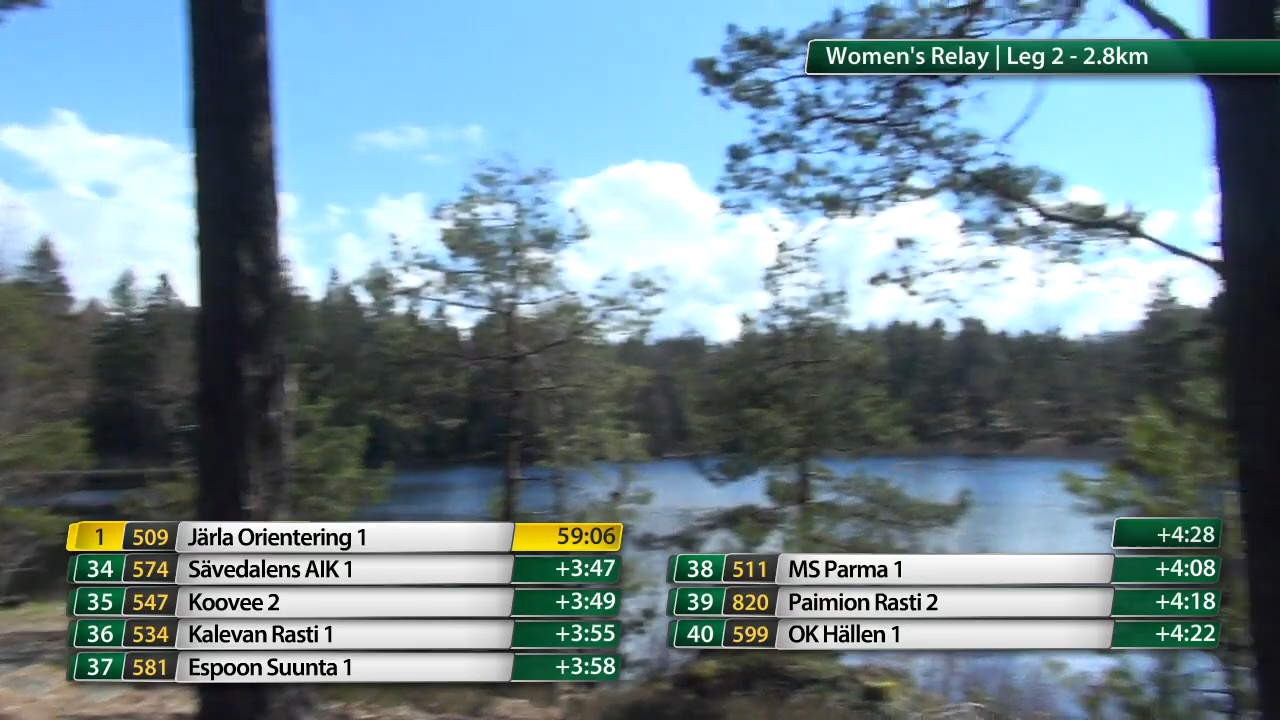 Women's Relay | Leg 2 - 2.8km
1 509 Järla Orientering 1 59:06
34 574 Sävedalens AIK 1 +3:47
35 547 Koovee 2 +3:49
36 534 Kalevan Rasti 1 +3:55
37 581 Espoon Suunta 1 +3:58
+4:28
38 511 MS Parma 1 +4:08
39 820 Paimion Rasti 2 +4:18
40 599 OK Hällen 1 +4:22